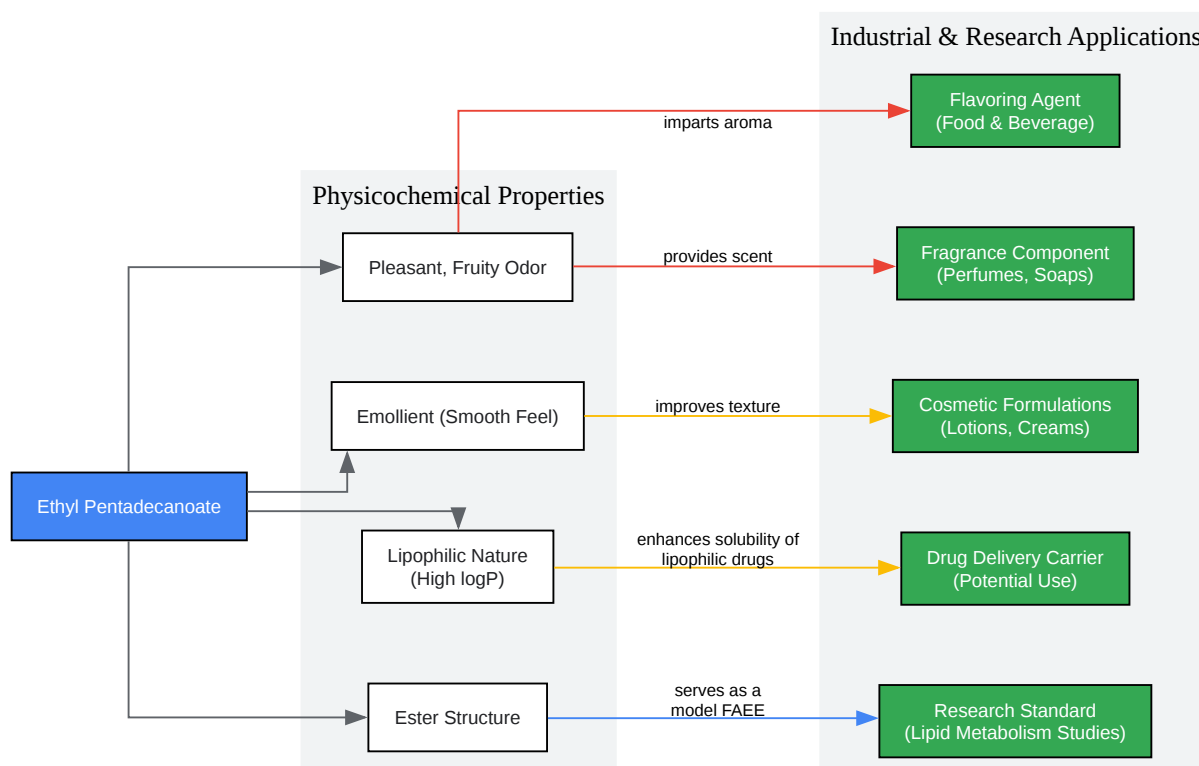 Industrial & Research Applications
Flavoring Agent
(Food & Beverage)
imparts aroma
Physicochemical Properties
Pleasant, Fruity Odor
provides scent
Fragrance Component
(Perfumes, Soaps)
Emollient (Smooth Feel)
improves texture
Cosmetic Formulations
(Lotions, Creams)
Ethyl Pentadecanoate
Lipophilic Nature
(High logP)
enhances solubility of
lipophilic drugs
Drug Delivery Carrier
(Potential Use)
Ester Structure
serves as a
model FAEE
Research Standard
(Lipid Metabolism Studies)